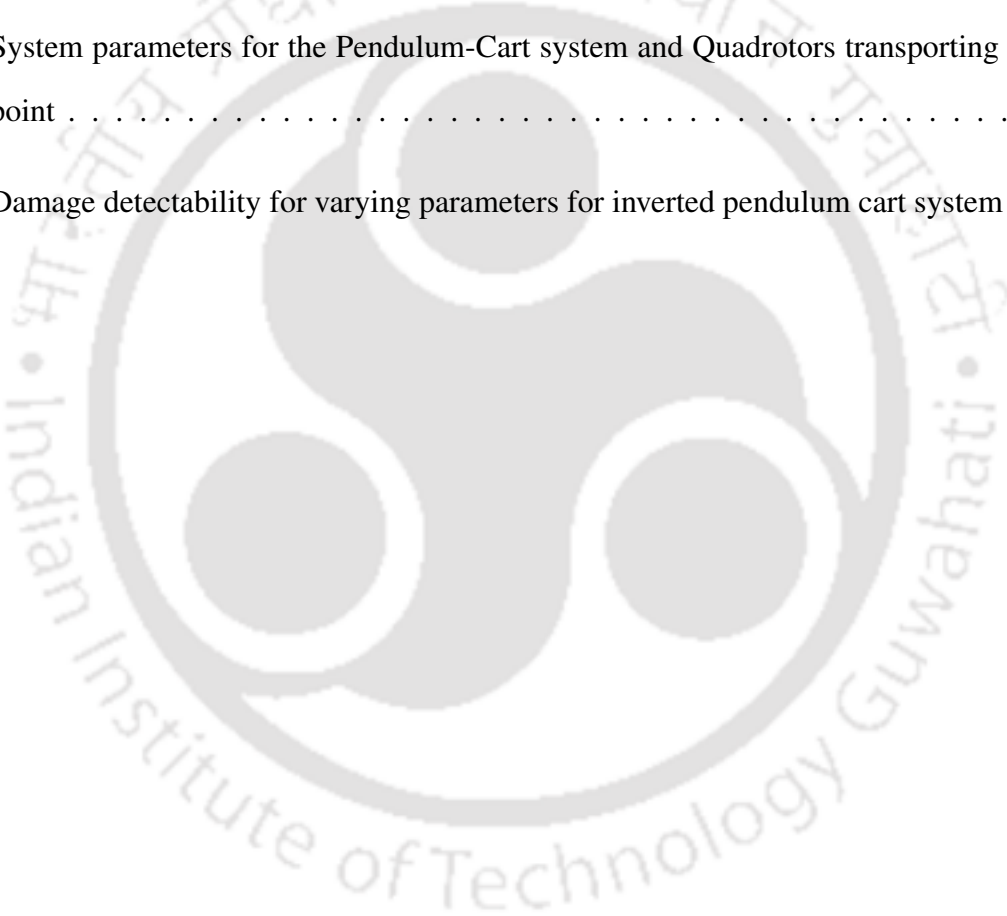 System parameters for the Pendulum-Cart system and Quadrotors transporting
point . . . . . . . . . . . . . . . . . . . . . . . . . . . . . . . . . . . . . . . .
Damage detectability for varying parameters for inverted pendulum cart system
Indian Institute of Technology Guwahati